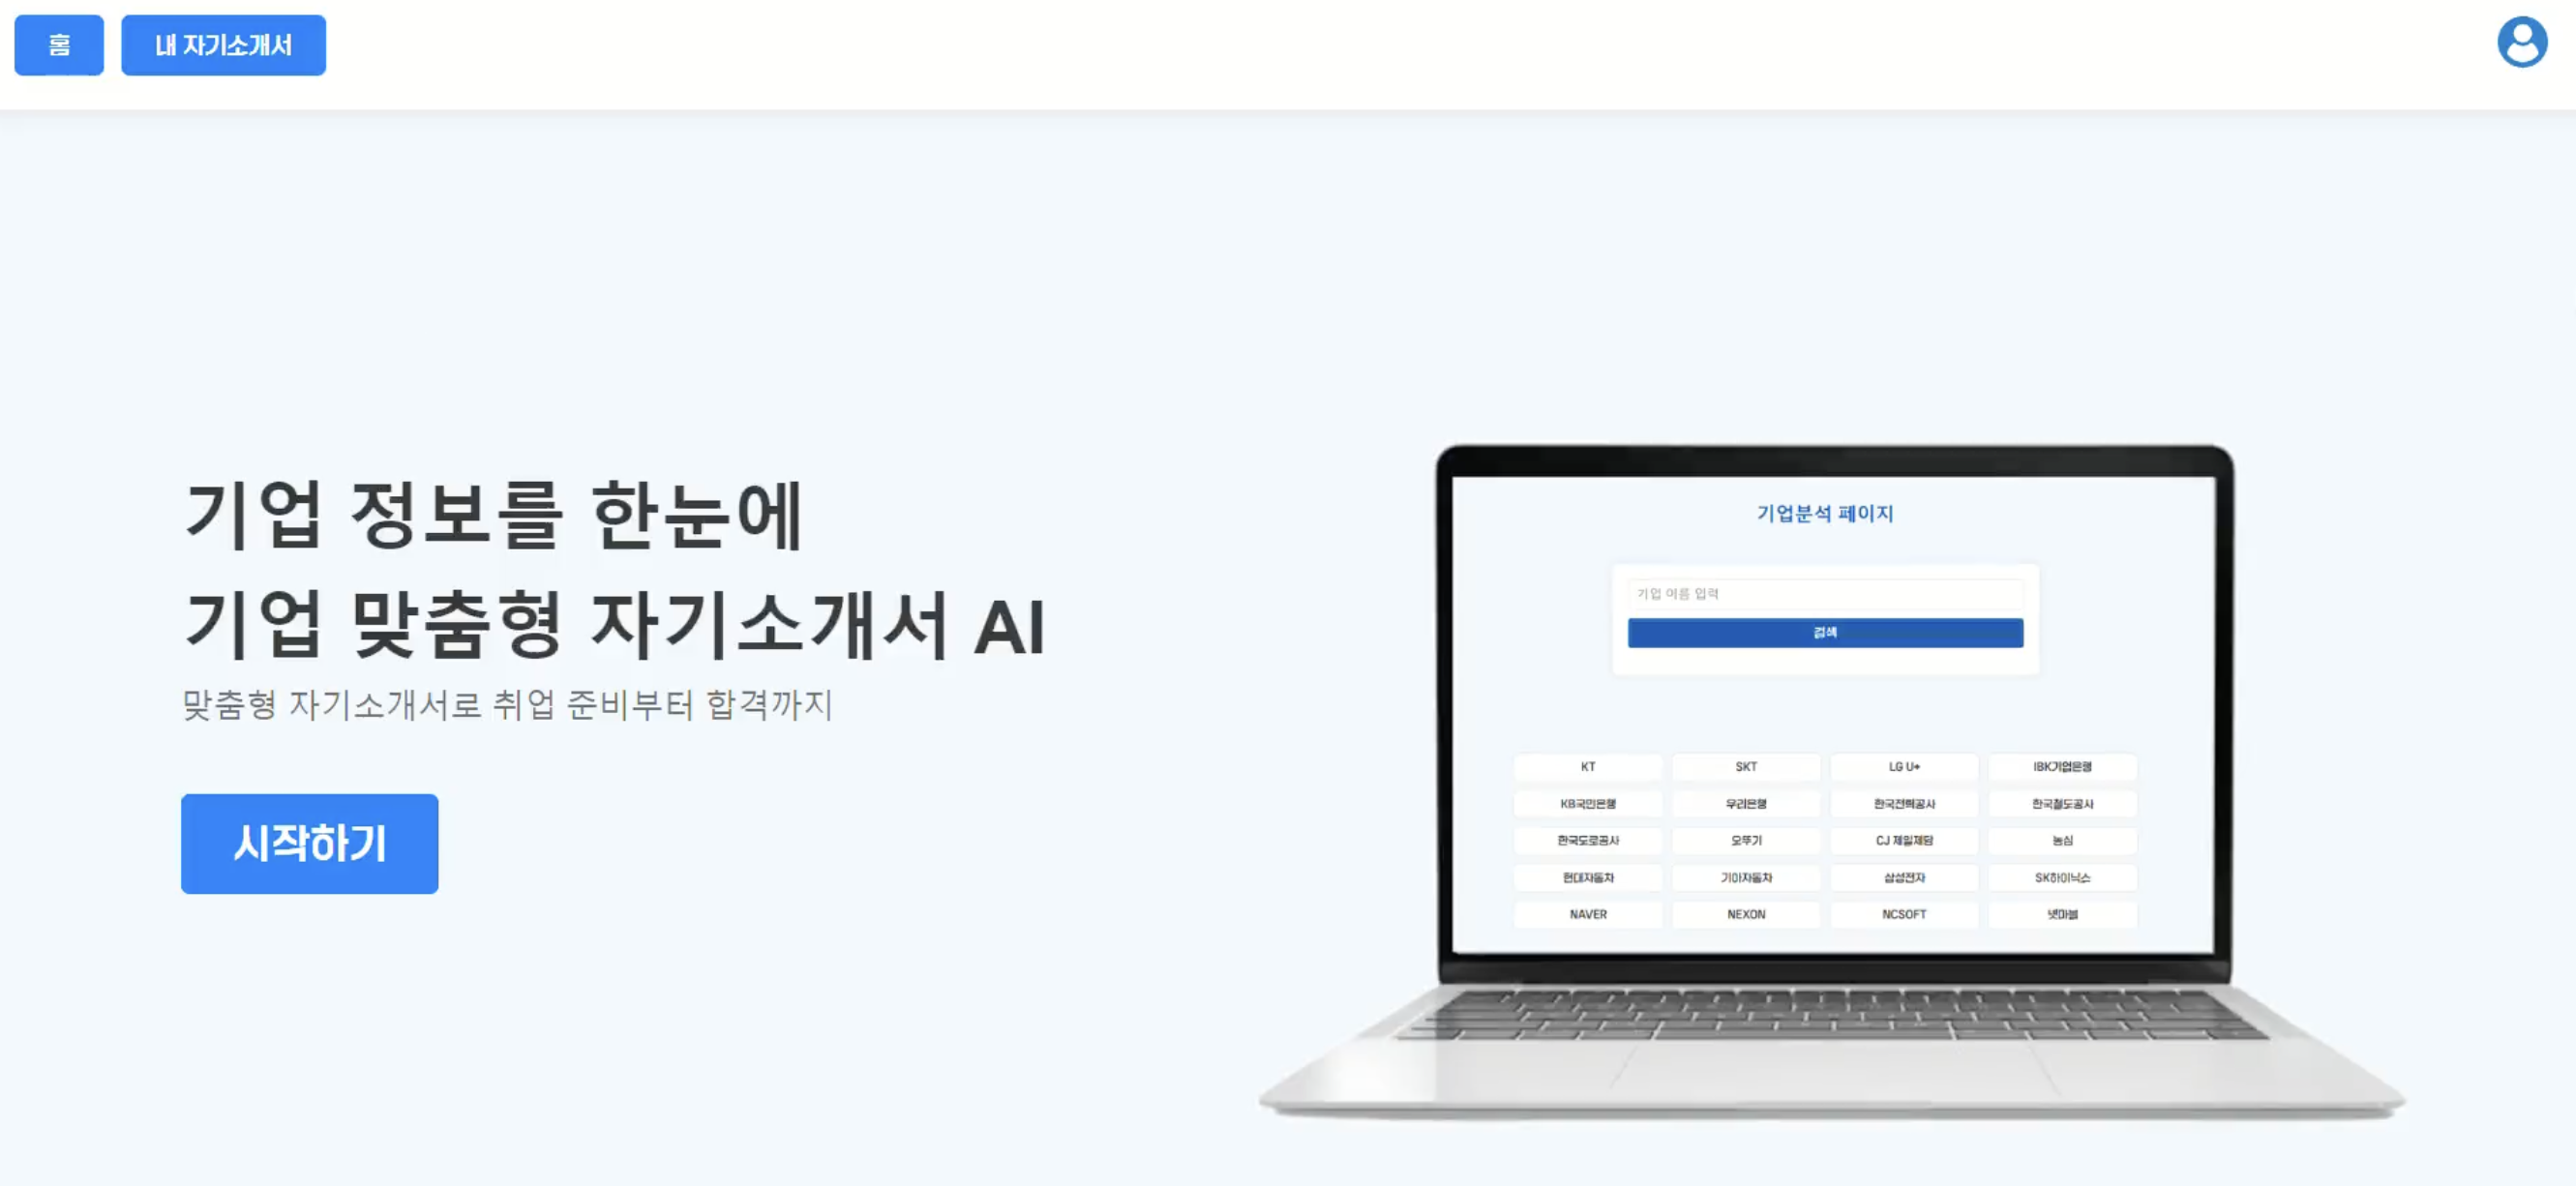 홈 내 자기소개서
기업 정보를 한눈에
기업 맞춤형 자기소개서 AI
맞춤형 자기소개서로 취업 준비부터 합격까지
시작하기
기업분석 페이지
기업 이름 입력
검색
KT SKT LG U+ IBK기업은행
KB국민은행 우리은행 한국전력공사 한국철도공사
한국도로공사 오뚜기 CJ 제일제당 농심
현대자동차 기아자동차 삼성전자 SK하이닉스
NAVER NEXON NCSOFT 넷마블